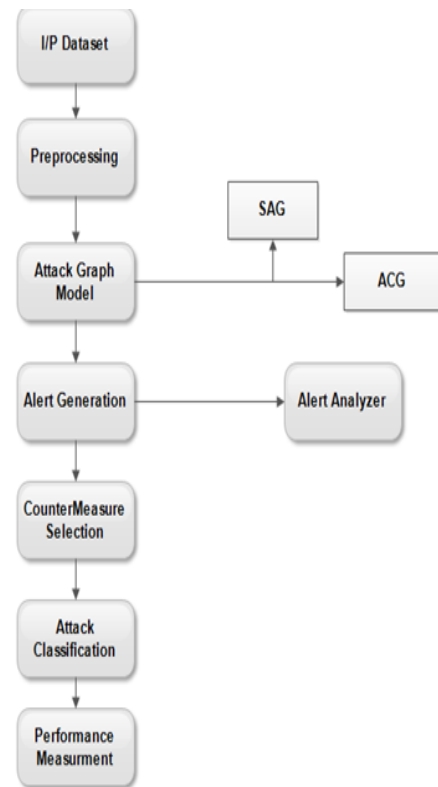 I/P Dataset
Preprocessing
SAG
Attack Graph
Model
ACG
Alert Generation
Alert Analyzer
CounterMeasure
Selection
Attack
Classification
Performance
Measurment